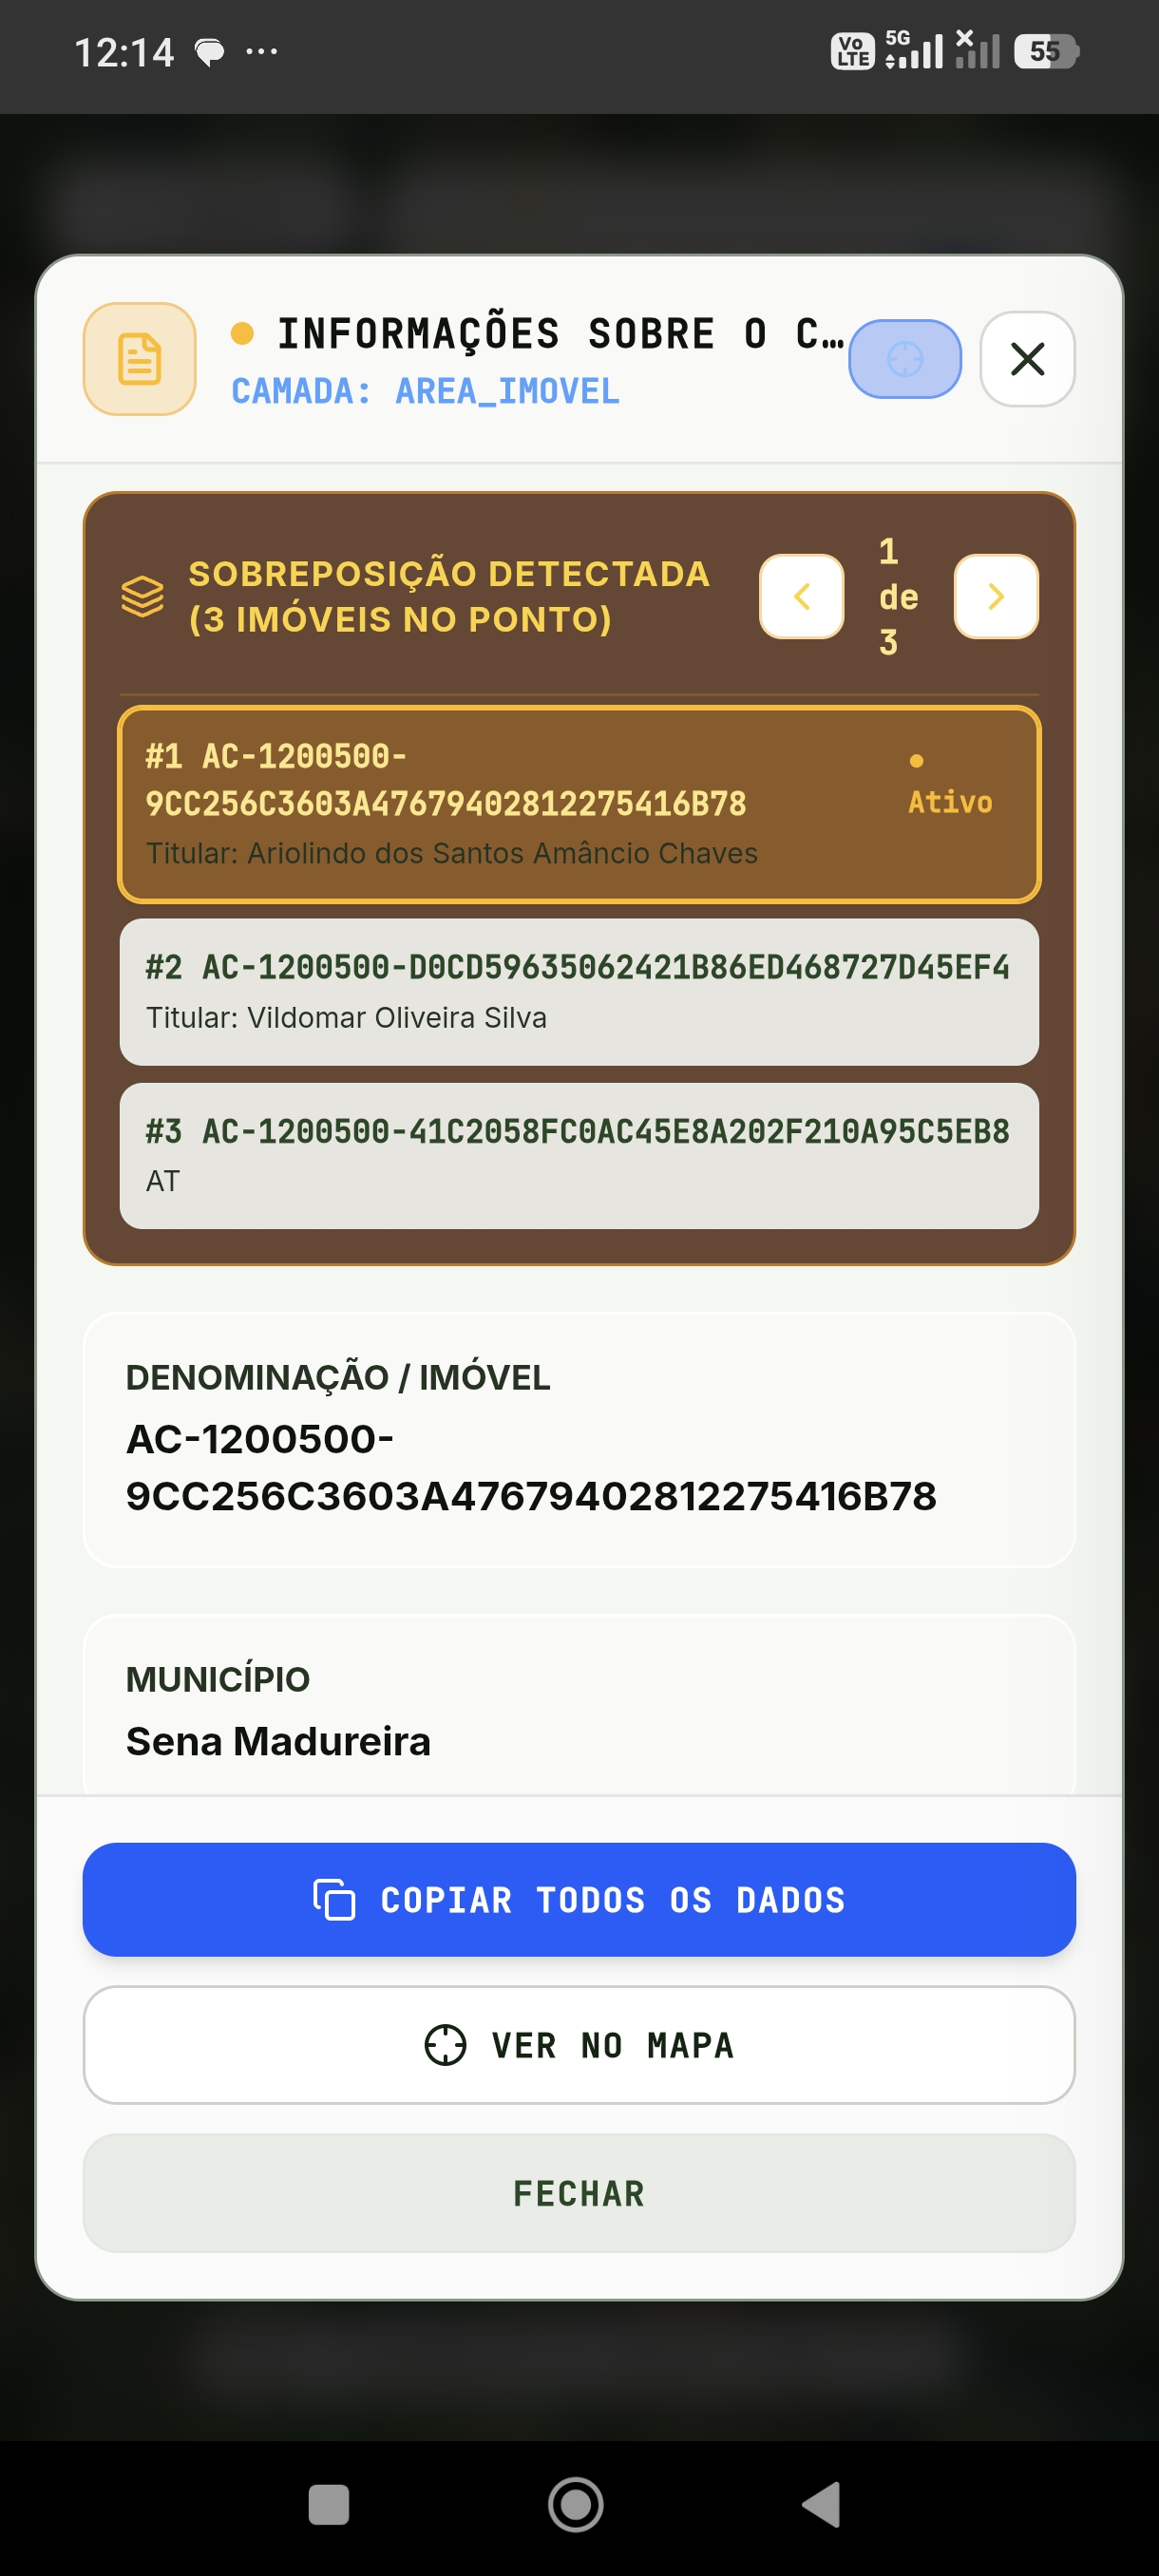 12:14
Vo
LTE
5G
55
INFORMAÇÕES SOBRE O C…
CAMADA: AREA_IMOVEL
SOBREPOSIÇÃO DETECTADA
(3 IMÓVEIS NO PONTO)
1
de
3
#1 AC-1200500-
9CC256C3603A47679402812275416B78
Ativo
Titular: Ariolindo dos Santos Amâncio Chaves
#2 AC-1200500-D0CD59635062421B86ED468727D45EF4
Titular: Vildomar Oliveira Silva
#3 AC-1200500-41C2058FC0AC45E8A202F210A95C5EB8
AT
DENOMINAÇÃO / IMÓVEL
AC-1200500-
9CC256C3603A47679402812275416B78
MUNICÍPIO
Sena Madureira
COPIAR TODOS OS DADOS
VER NO MAPA
FECHAR